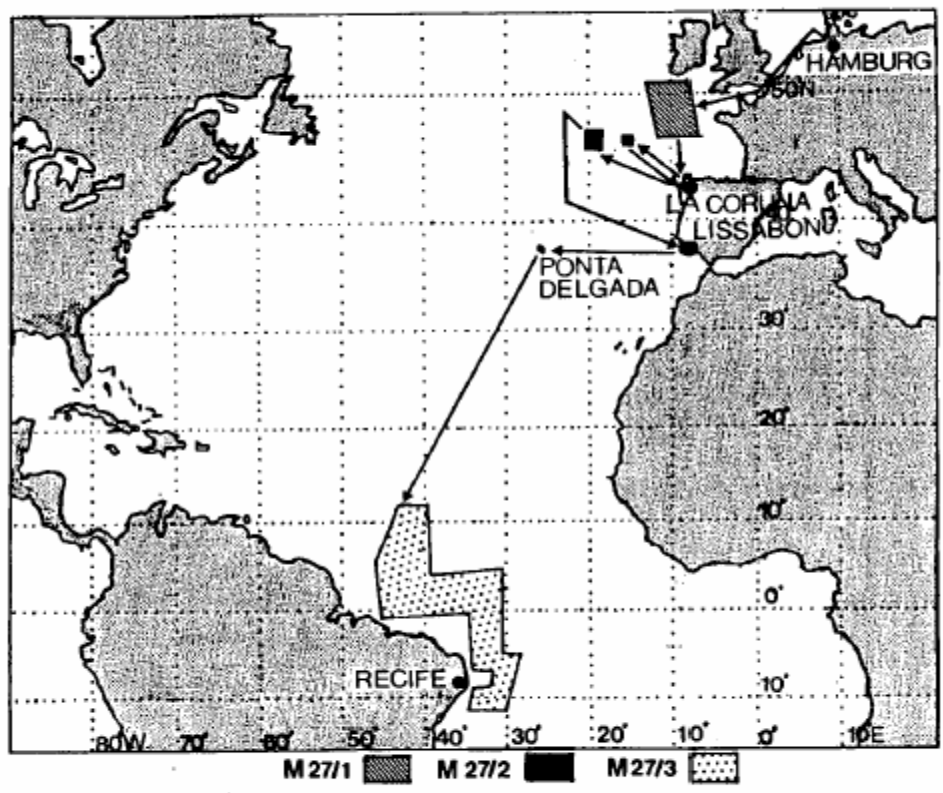 HAMBURG
50N
LA CORUNA
LISSABON
PONTA
DELGADA
30°
20°
10°
0°
RECIFE
10°
80W 70° 60° 50° 40° 30° 20° 10° 0° 10E
M 27/1 M 27/2 M 27/3